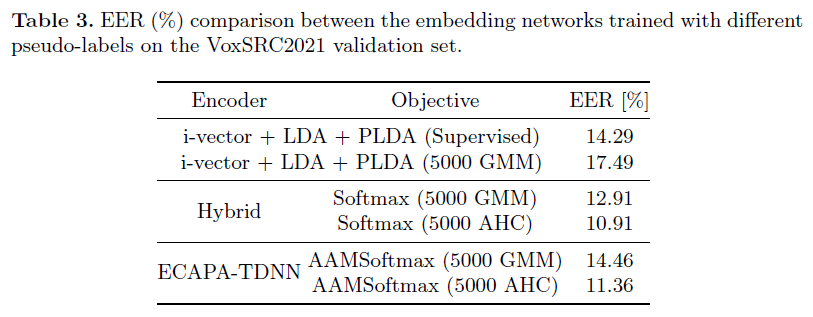 Table 3. EER (%) comparison between the embedding networks trained with different
pseudo-labels on the VoxSRC2021 validation set.
Encoder Objective EER [%]
i-vector + LDA + PLDA (Supervised) 14.29
i-vector + LDA + PLDA (5000 GMM) 17.49
Hybrid
Softmax (5000 GMM) 12.91
Softmax (5000 AHC) 10.91
ECAPA-TDNN
AAMSoftmax (5000 GMM) 14.46
AAMSoftmax (5000 AHC) 11.36